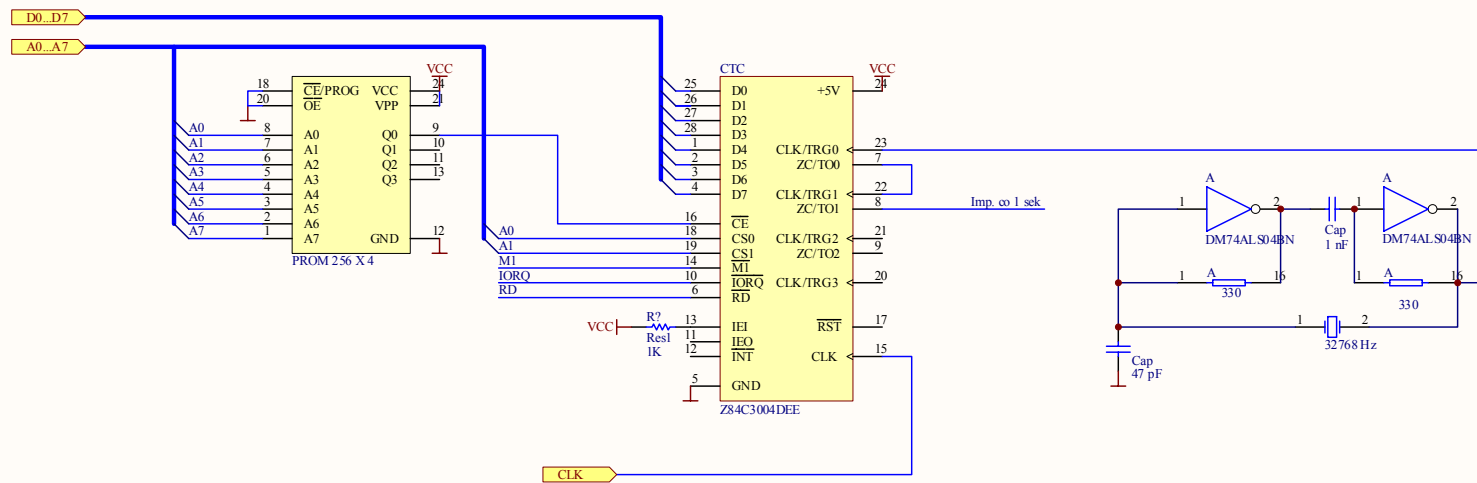 D0...D7
A0...A7
VCC
18 CE/PROG VCC 24
20 OE VPP 21
A0 8 A0 Q0 9
A1 7 A1 Q1 10
A2 6 A2 Q2 11
A3 5 A3 Q3 13
A4 4 A4
A5 3 A5
A6 2 A6
A7 1 A7 GND 12
PROM 256 X 4
CTC
VCC
25 D0 +5V 24
26 D1
27 D2
28 D3
1 D4 CLK/TRG0 23
2 D5 ZC/TO0 7
3 D6
4 D7 CLK/TRG1 22
ZC/TO1 8 Imp. co 1 sek
16 CE
A0 18 CS0 CLK/TRG2 21
A1 19 CS1 ZC/TO2 9
M1 14 M1
IORQ 10 IORQ CLK/TRG3 20
RD 6 RD
R?
VCC 13 IEI RST 17
Res1 11 IEO
1K 12 INT CLK 15
5 GND
Z84C3004DEE
CLK
A
1 2
DM74ALS04BN
Cap
1 nF
A
1 2
DM74ALS04BN
1 A 16
330
1 A 16
330
1 2
32768 Hz
Cap
47 pF